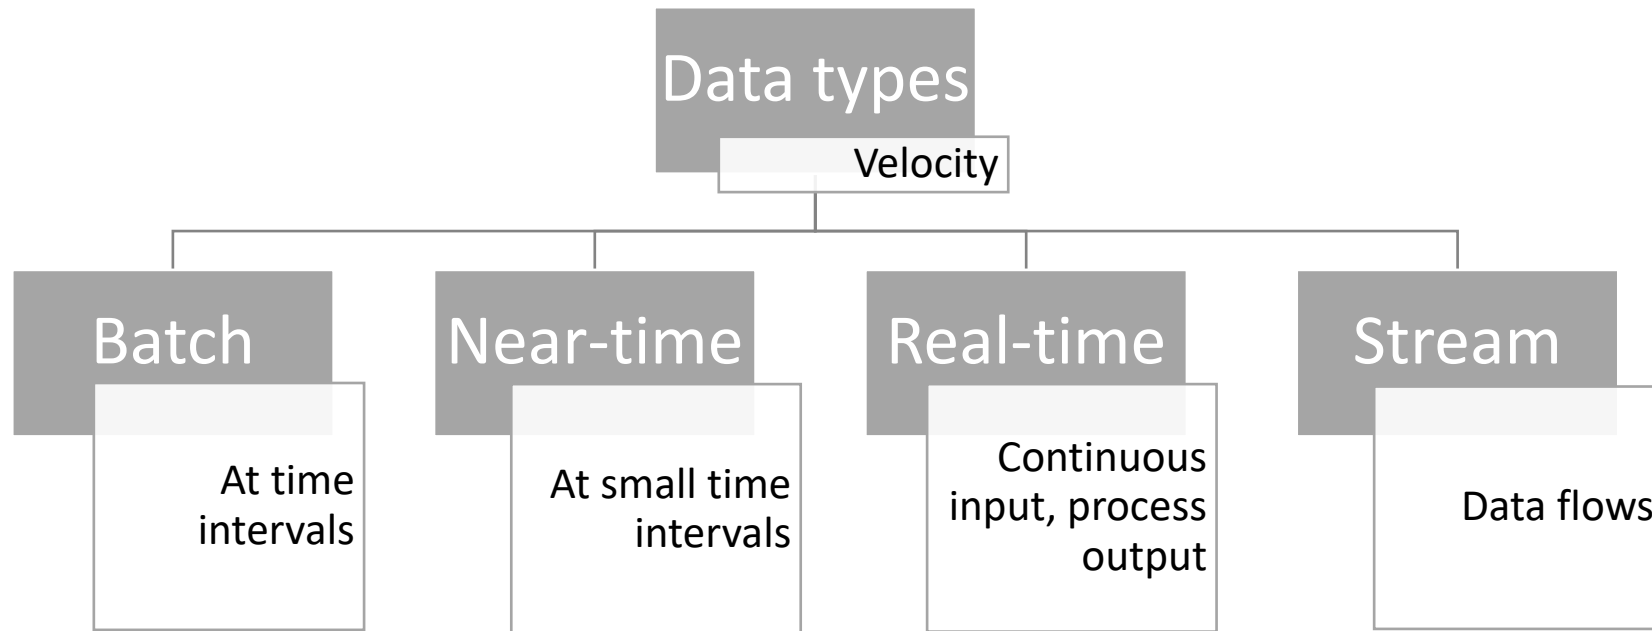 Data types
Velocity
Batch
At time
intervals
Near-time
At small time
intervals
Real-time
Continuous
input, process
output
Stream
Data flows